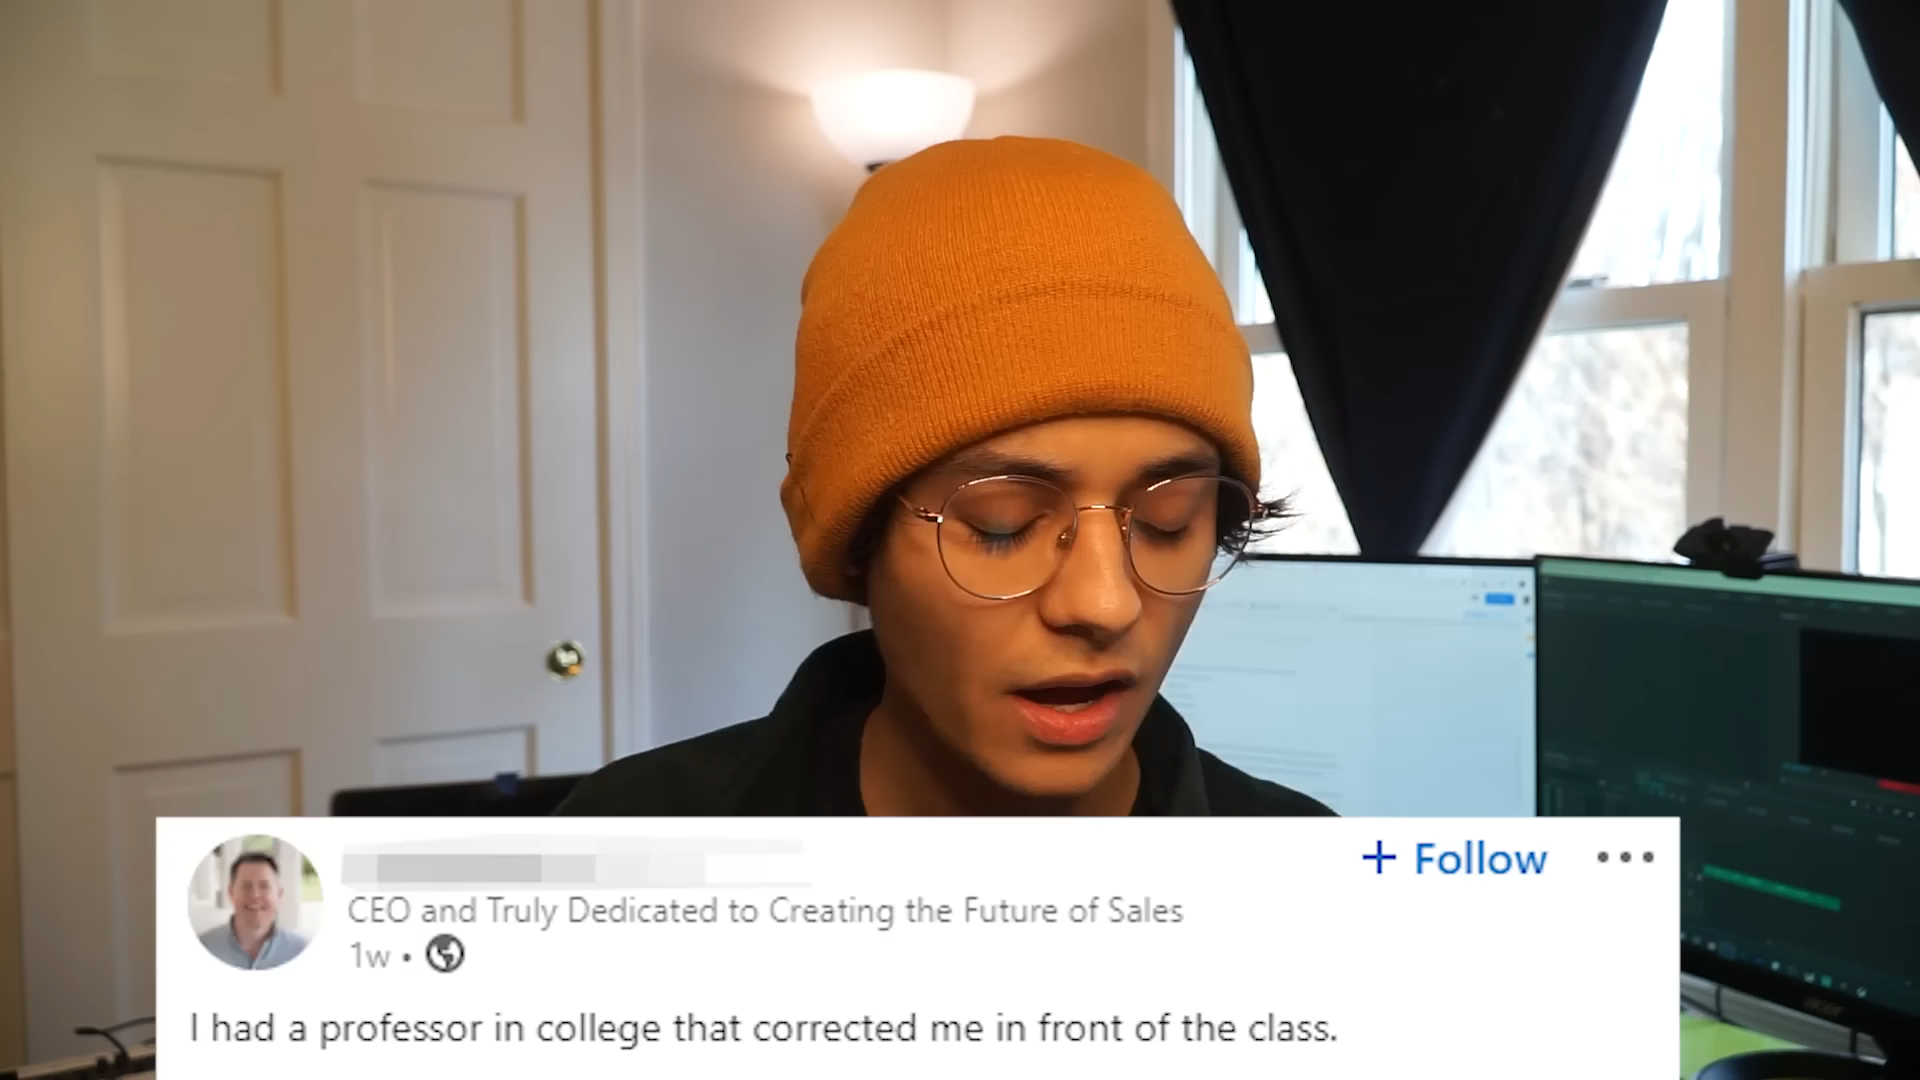 + Follow
CEO and Truly Dedicated to Creating the Future of Sales
1w •
I had a professor in college that corrected me in front of the class.
acer